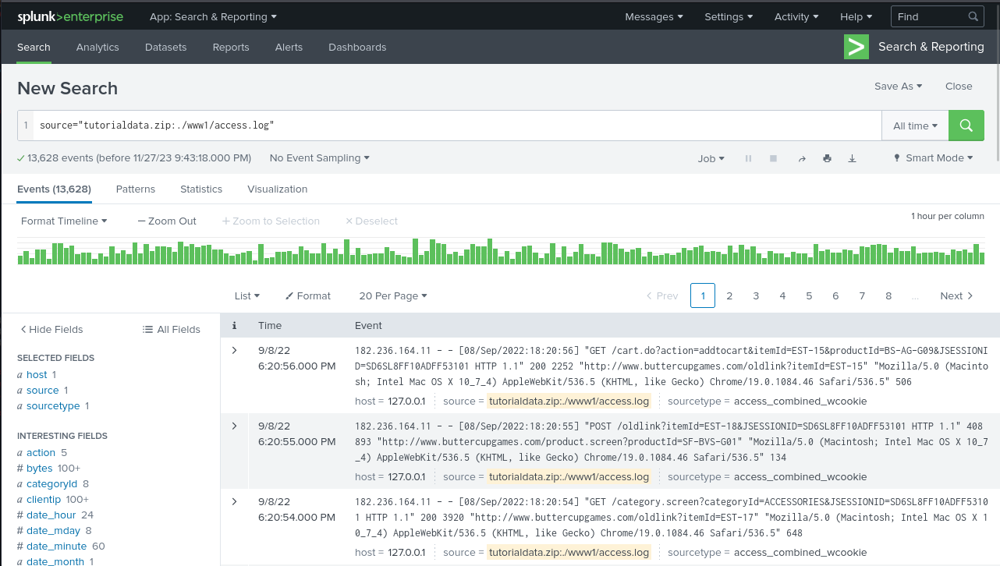 splunk>enterprise App: Search & Reporting Messages Settings Activity Help Find
Search Analytics Datasets Reports Alerts Dashboards Search & Reporting
New Search Save As Close
1 source="tutorialdata.zip:./www1/access.log" All time
13,628 events (before 11/27/23 9:43:18.000 PM) No Event Sampling Job Smart Mode
Events (13,628) Patterns Statistics Visualization
Format Timeline — Zoom Out + Zoom to Selection × Deselect 1 hour per column
List Format 20 Per Page < Prev 1 2 3 4 5 6 7 8 ... Next >
< Hide Fields All Fields
SELECTED FIELDS
a host 1
a source 1
a sourcetype 1
INTERESTING FIELDS
a action 5
# bytes 100+
a categoryId 8
a clientip 100+
# date_hour 24
# date_mday 8
# date_minute 60
a date_month 1
i Time Event
> 9/8/22
6:20:56.000 PM
182.236.164.11 - - [08/Sep/2022:18:20:56] "GET /cart.do?action=addtocart&itemId=EST-15&productId=BS-AG-G09&JSESSIONI
D=SD6SL8FF10ADFF53101 HTTP 1.1" 200 2252 "http://www.buttercupgames.com/oldlink?itemId=EST-15" "Mozilla/5.0 (Macinto
sh; Intel Mac OS X 10_7_4) AppleWebKit/536.5 (KHTML, like Gecko) Chrome/19.0.1084.46 Safari/536.5" 506
host = 127.0.0.1 source = tutorialdata.zip:./www1/access.log sourcetype = access_combined_wcookie
> 9/8/22
6:20:55.000 PM
182.236.164.11 - - [08/Sep/2022:18:20:55] "POST /oldlink?itemId=EST-18&JSESSIONID=SD6SL8FF10ADFF53101 HTTP 1.1" 408
893 "http://www.buttercupgames.com/product.screen?productId=SF-BVS-G01" "Mozilla/5.0 (Macintosh; Intel Mac OS X 10_7
_4) AppleWebKit/536.5 (KHTML, like Gecko) Chrome/19.0.1084.46 Safari/536.5" 134
host = 127.0.0.1 source = tutorialdata.zip:./www1/access.log sourcetype = access_combined_wcookie
> 9/8/22
6:20:54.000 PM
182.236.164.11 - - [08/Sep/2022:18:20:54] "GET /category.screen?categoryId=ACCESSORIES&JSESSIONID=SD6SL8FF10ADFF5310
1 HTTP 1.1" 200 3920 "http://www.buttercupgames.com/oldlink?itemId=EST-17" "Mozilla/5.0 (Macintosh; Intel Mac OS X 1
0_7_4) AppleWebKit/536.5 (KHTML, like Gecko) Chrome/19.0.1084.46 Safari/536.5" 648
host = 127.0.0.1 source = tutorialdata.zip:./www1/access.log sourcetype = access_combined_wcookie